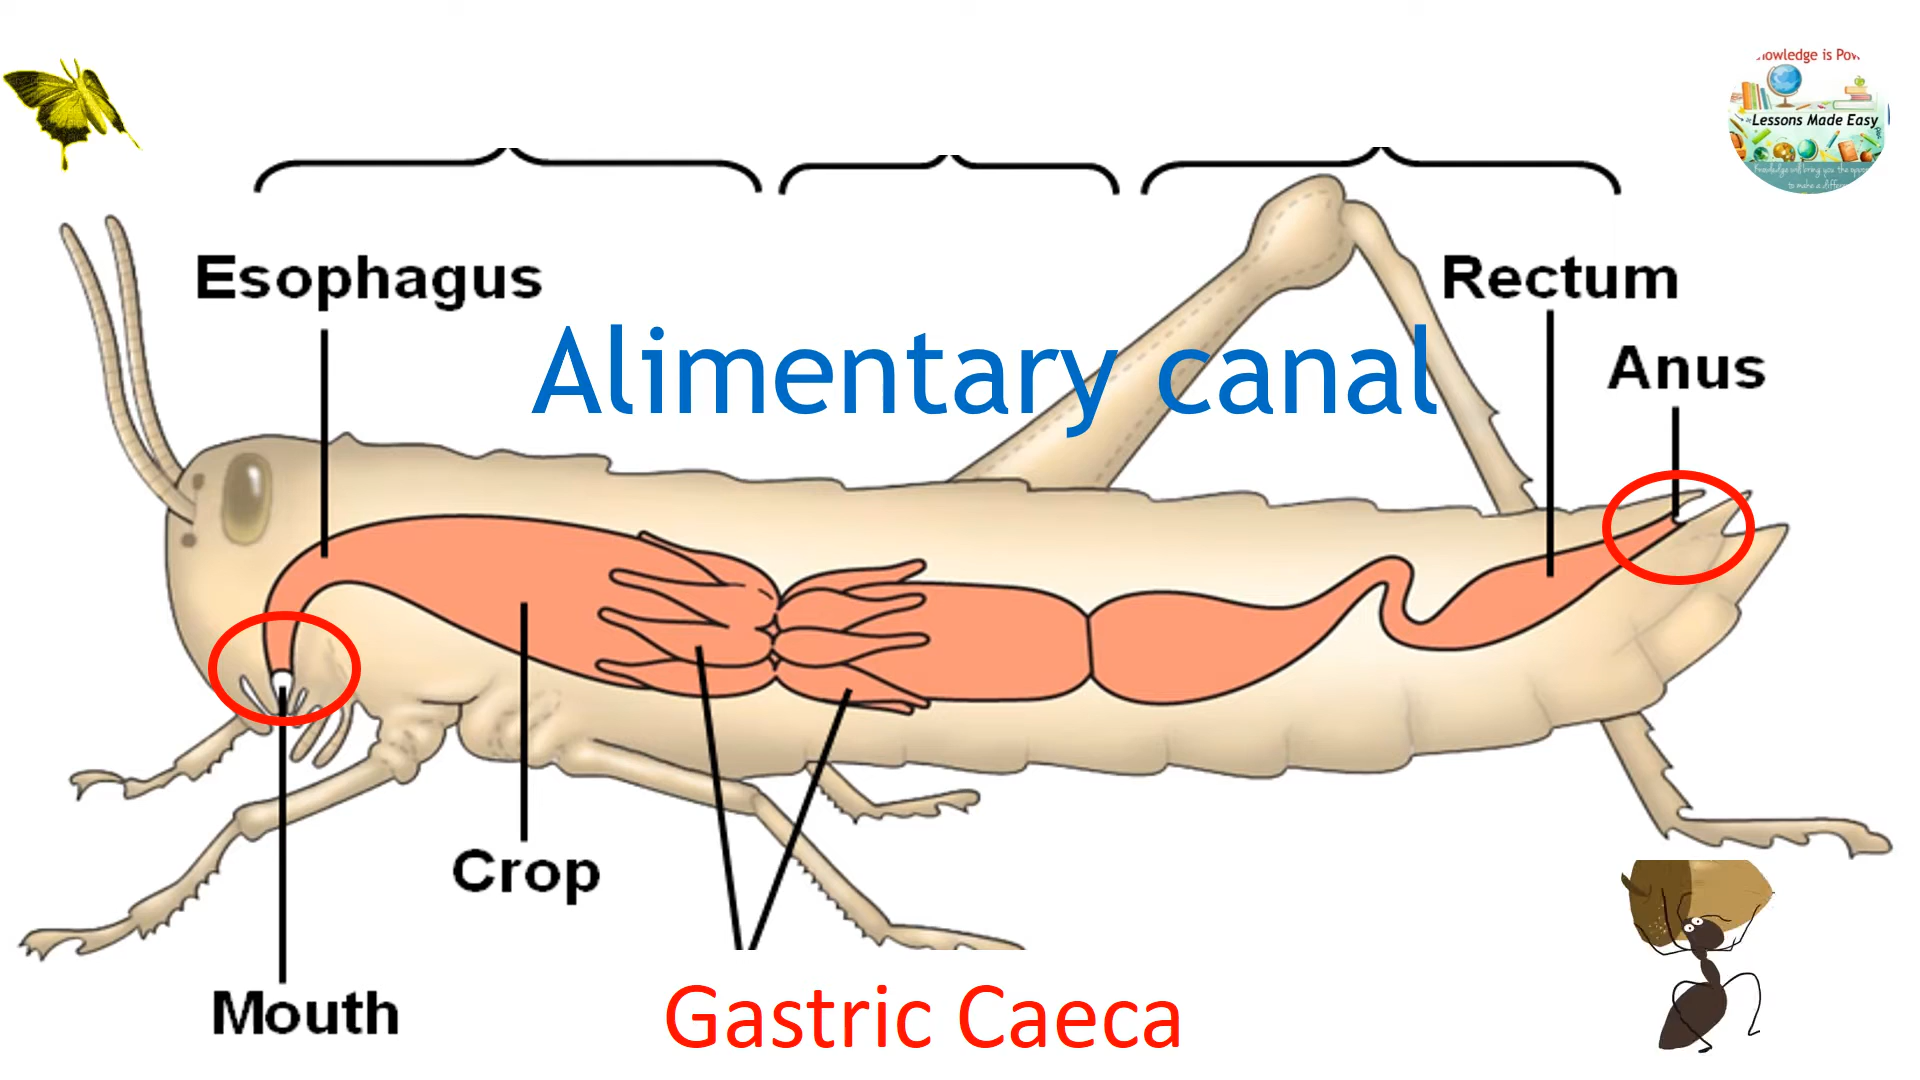 Lessons Made Easy
Esophagus
Rectum
Alimentary canal
Anus
Crop
Mouth
Gastric Caeca